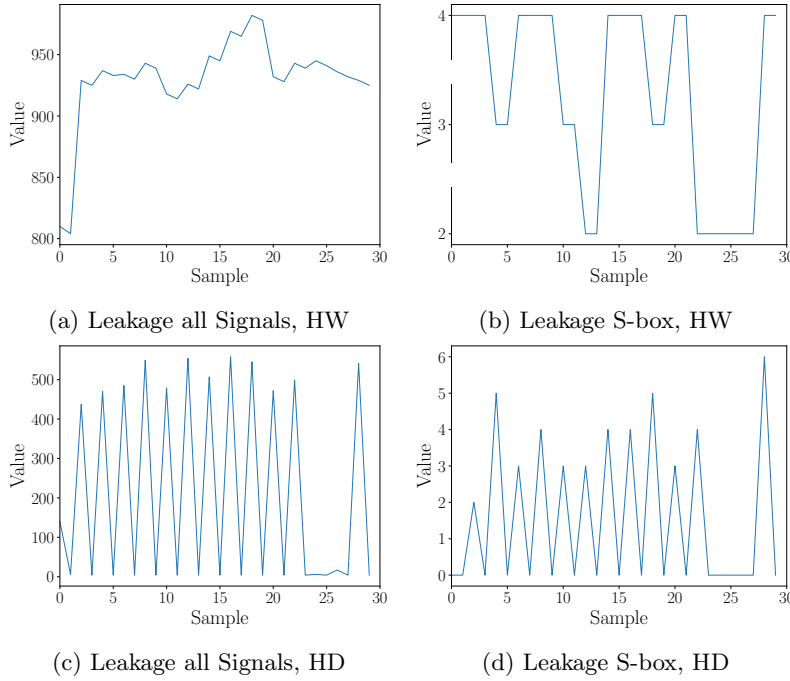 950
900
850
800
Value
0 5 10 15 20 25 30
Sample
(a) Leakage all Signals, HW
4
3
2
Value
0 5 10 15 20 25 30
Sample
(b) Leakage S-box, HW
500
400
300
200
100
0
Value
0 5 10 15 20 25 30
Sample
(c) Leakage all Signals, HD
6
5
4
3
2
1
0
Value
0 5 10 15 20 25 30
Sample
(d) Leakage S-box, HD